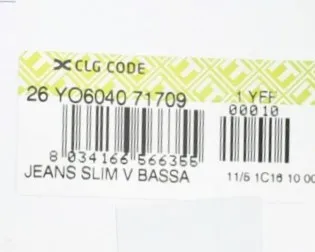 CLG CODE
26 YO6040 71709 1 YFF
00010
8 034166 566366
JEANS SLIM V BASSA 11/5 1C16 10 00